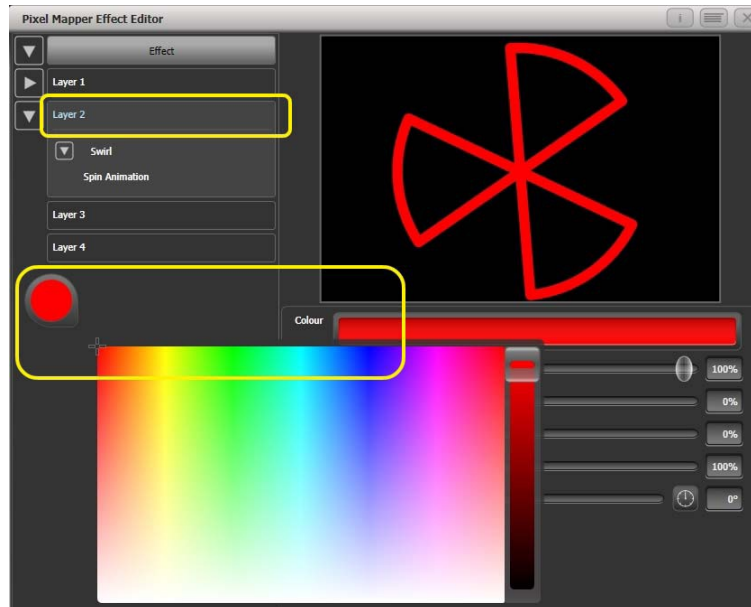 Pixel Mapper Effect Editor
i
Effect
Layer 1
Layer 2
Swirl
Spin Animation
Layer 3
Layer 4
Colour
100%
0%
0%
100%
0°